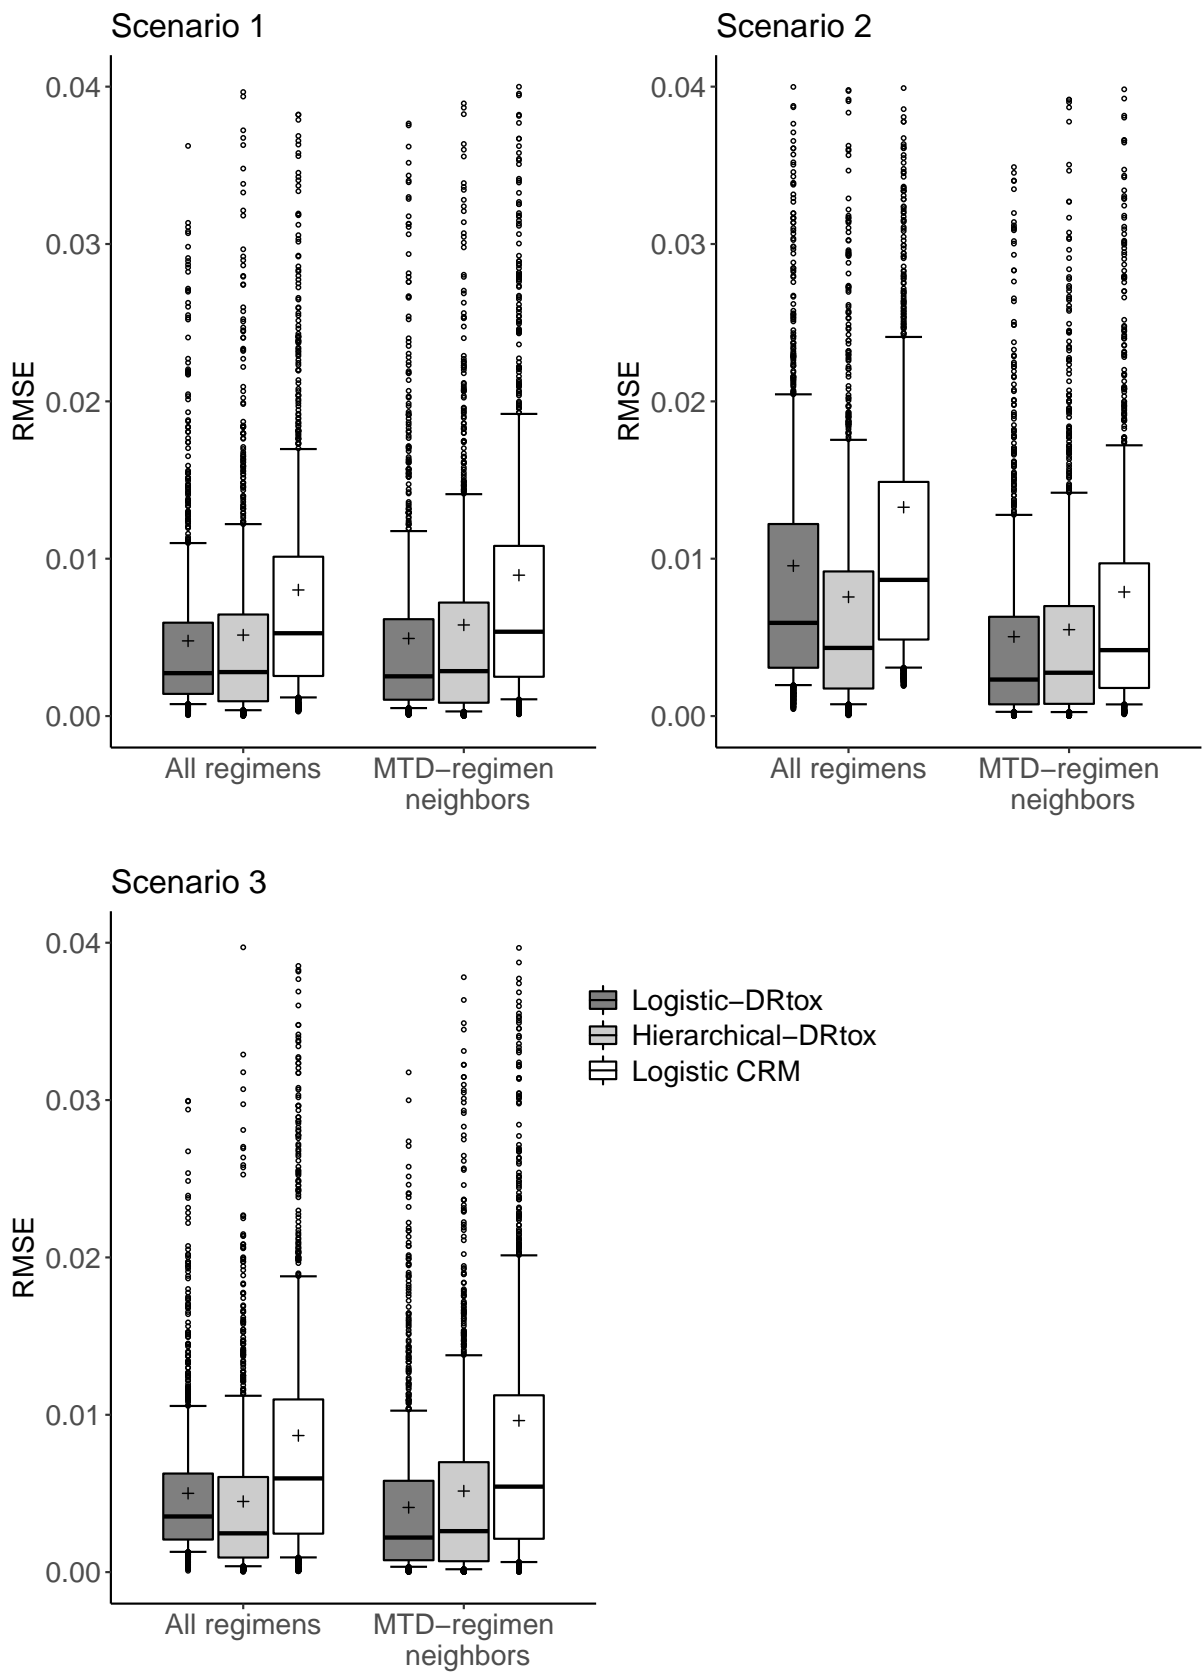 Scenario 1
0.04
0.03
0.02
0.01
0.00
RMSE
All regimens
MTD−regimen
neighbors
Scenario 2
0.04
0.03
0.02
0.01
0.00
RMSE
All regimens
MTD−regimen
neighbors
Scenario 3
0.04
0.03
0.02
0.01
0.00
RMSE
All regimens
MTD−regimen
neighbors
Logistic−DRtox
Hierarchical−DRtox
Logistic CRM